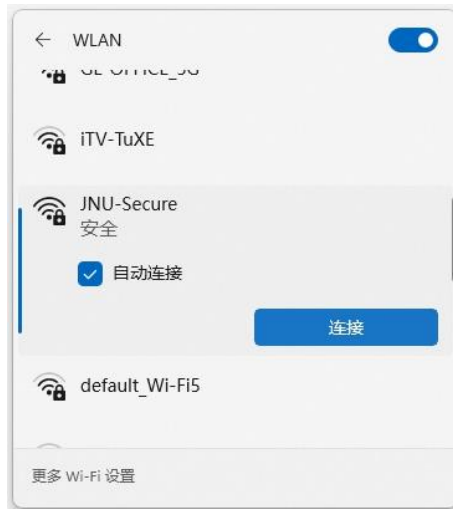 WLAN
iTV-TuXE
JNU-Secure
安全
自动连接
连接
default_Wi-Fi5
更多 Wi-Fi 设置